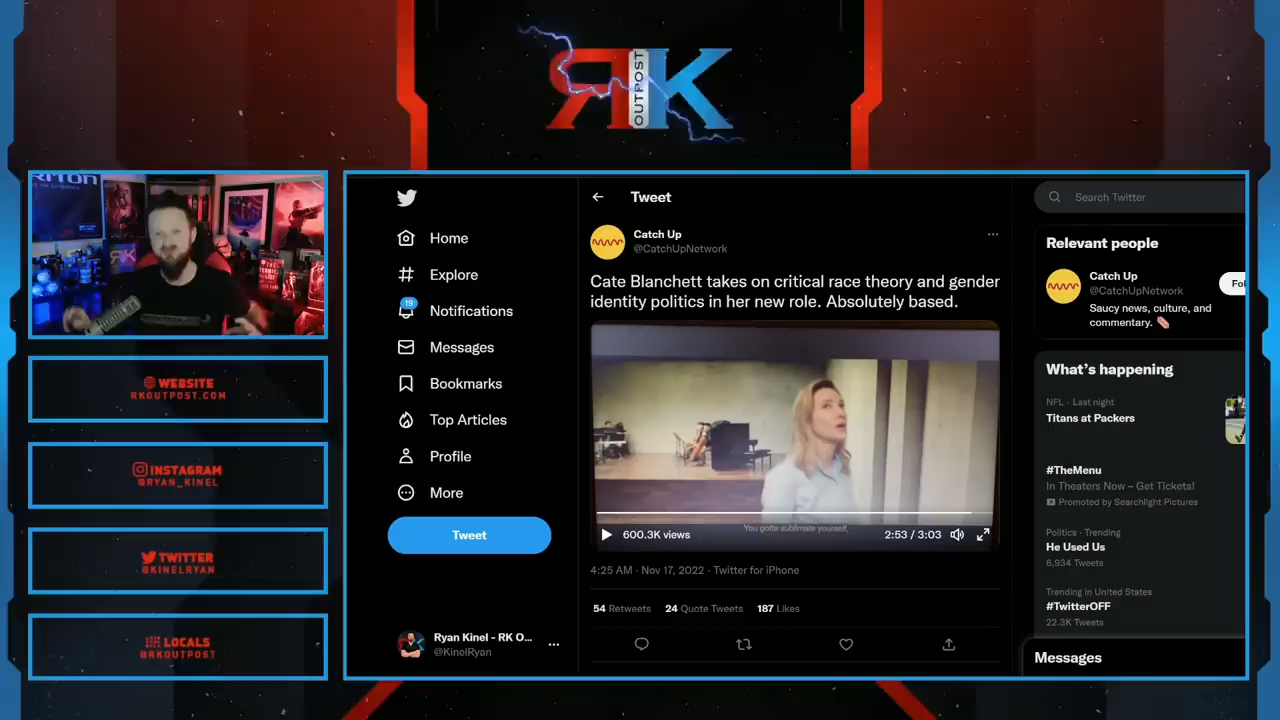 RK
OUTPOST
TRITON
RK
WEBSITE
RKOUTPOST.COM
INSTAGRAM
@RYAN_KINEL
TWITTER
@KINELRYAN
LOCALS
@RKOUTPOST
Home
Explore
19
Notifications
Messages
Bookmarks
Top Articles
Profile
More
Tweet
Ryan Kinel - RK O...
@KinelRyan
Tweet
Catch Up
@CatchUpNetwork
Cate Blanchett takes on critical race theory and gender
identity politics in her new role. Absolutely based.
You gotta sublimate yourself,
600.3K views
2:53 / 3:03
4:25 AM · Nov 17, 2022 · Twitter for iPhone
54 Retweets 24 Quote Tweets 187 Likes
Search Twitter
Relevant people
Catch Up
@CatchUpNetwork
Fol
Saucy news, culture, and
commentary.
What's happening
NFL · Last night
Titans at Packers
#TheMenu
In Theaters Now – Get Tickets!
Promoted by Searchlight Pictures
Politics · Trending
He Used Us
6,934 Tweets
Trending in United States
#TwitterOFF
22.3K Tweets
Messages